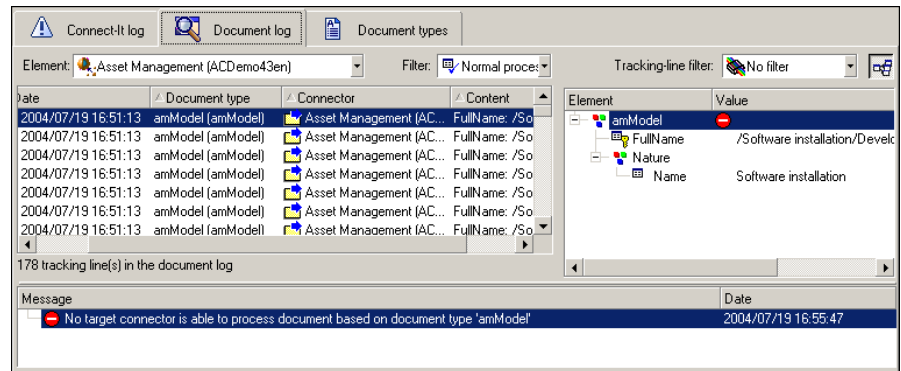 Connect-It log Document log Document types
Element: Asset Management (ACDemo43en) Filter: Normal proces Tracking-line filter: No filter
Date Document type Connector Content
2004/07/19 16:51:13 amModel (amModel) Asset Management (AC... FullName: /So
2004/07/19 16:51:13 amModel (amModel) Asset Management (AC... FullName: /So
2004/07/19 16:51:13 amModel (amModel) Asset Management (AC... FullName: /So
2004/07/19 16:51:13 amModel (amModel) Asset Management (AC... FullName: /So
2004/07/19 16:51:13 amModel (amModel) Asset Management (AC... FullName: /So
2004/07/19 16:51:13 amModel (amModel) Asset Management (AC... FullName: /So
2004/07/19 16:51:13 amModel (amModel) Asset Management (AC... FullName: /So
178 tracking line(s) in the document log
Element Value
amModel
FullName /Software installation/Develo
Nature
Name Software installation
Message Date
No target connector is able to process document based on document type 'amModel' 2004/07/19 16:55:47